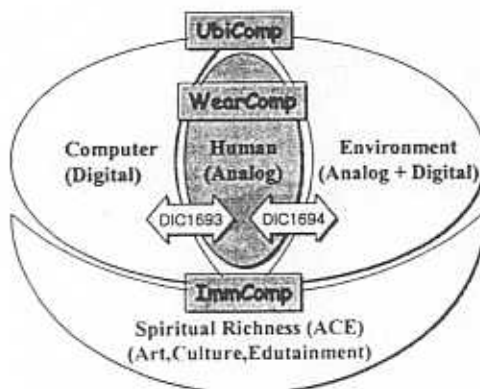 UbiComp
WearComp
Computer
(Digital)
Human
(Analog)
Environment
(Analog + Digital)
DIC1693
DIC1694
ImmComp
Spiritual Richness (ACE)
(Art,Culture,Edutainment)